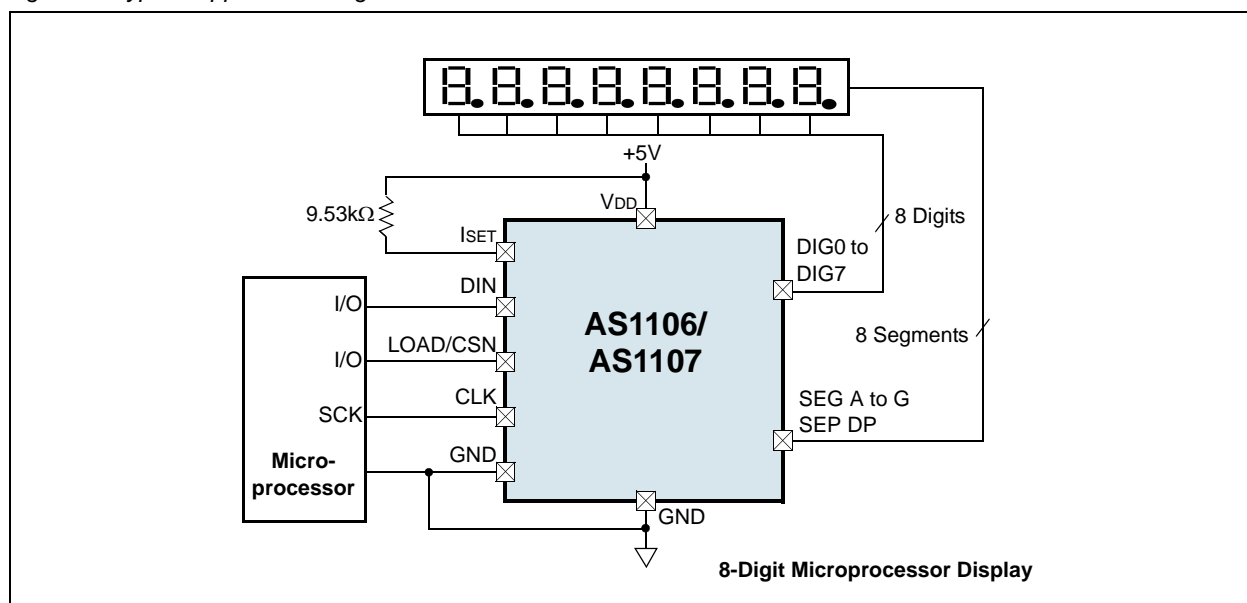 +5V
9.53kΩ
VDD
ISET
8 Digits
DIG0 to
DIG7
I/O
DIN
I/O
LOAD/CSN
AS1106/
AS1107
8 Segments
SCK
CLK
SEG A to G
SEP DP
Micro-
processor
GND
GND
8-Digit Microprocessor Display